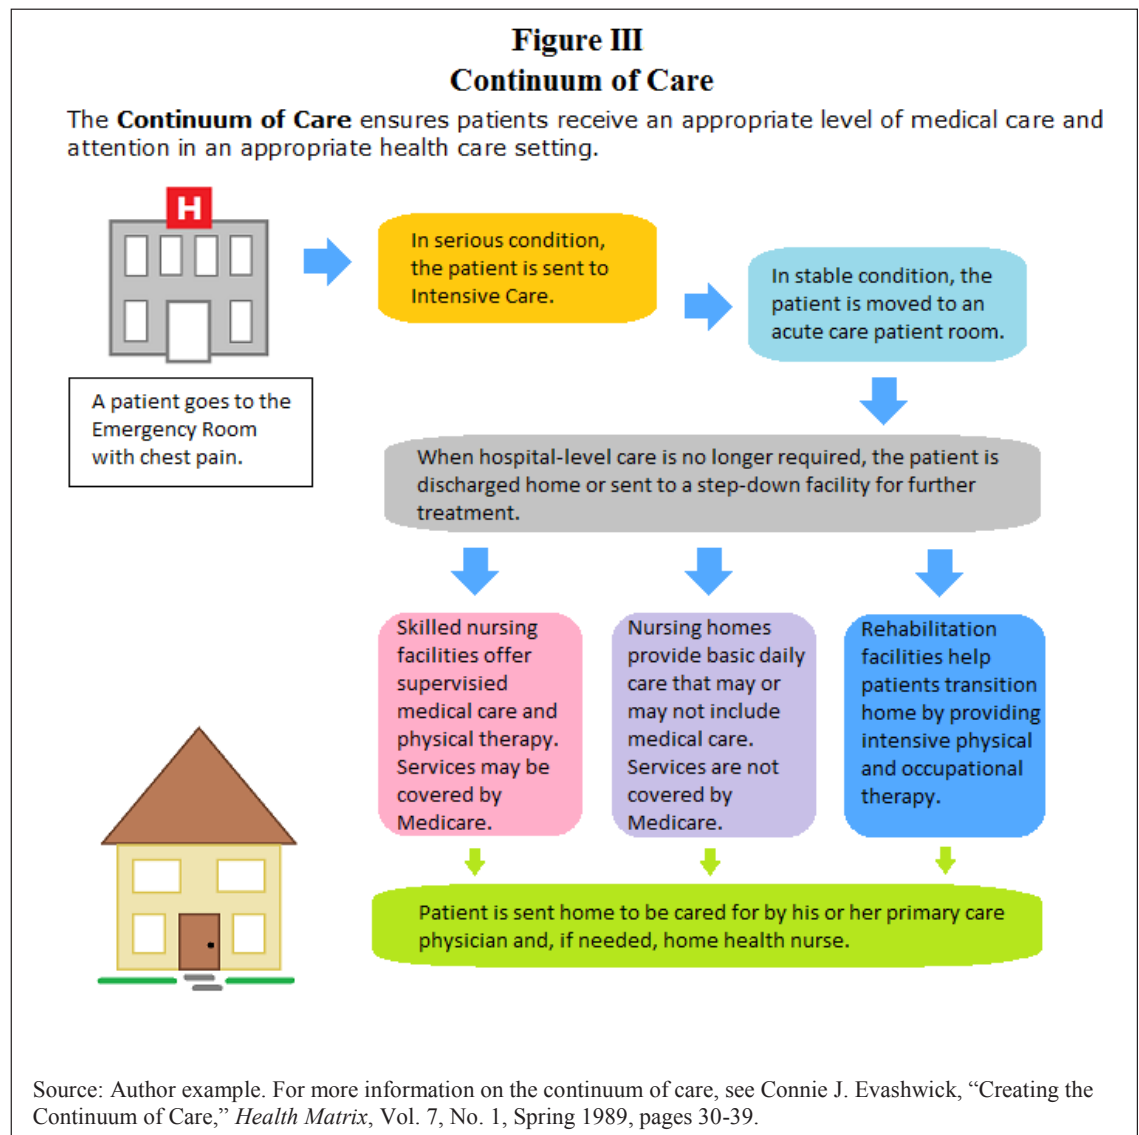 Figure III
Continuum of Care
The Continuum of Care ensures patients receive an appropriate level of medical care and
attention in an appropriate health care setting.
H
A patient goes to the
Emergency Room
with chest pain.
In serious condition,
the patient is sent to
Intensive Care.
In stable condition, the
patient is moved to an
acute care patient room.
When hospital-level care is no longer required, the patient is
discharged home or sent to a step-down facility for further
treatment.
Skilled nursing
facilities offer
supervisied
medical care and
physical therapy.
Services may be
covered by
Medicare.
Nursing homes
provide basic daily
care that may or
may not include
medical care.
Services are not
covered by
Medicare.
Rehabilitation
facilities help
patients transition
home by providing
intensive physical
and occupational
therapy.
Patient is sent home to be cared for by his or her primary care
physician and, if needed, home health nurse.
Source: Author example. For more information on the continuum of care, see Connie J. Evashwick, “Creating the
Continuum of Care,” Health Matrix, Vol. 7, No. 1, Spring 1989, pages 30-39.